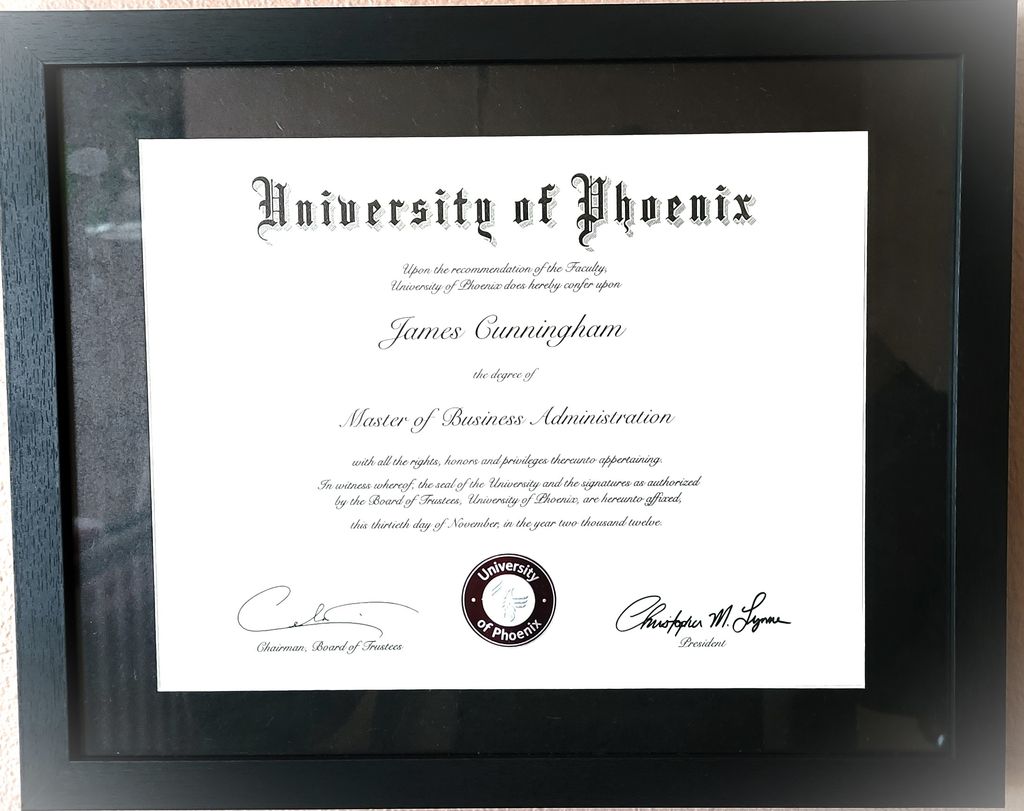 University of Phoenix
Upon the recommendation of the Faculty,
University of Phoenix does hereby confer upon
James Cunningham
the degree of
Master of Business Administration
with all the rights, honors and privileges thereunto appertaining.
In witness whereof, the seal of the University and the signatures as authorized
by the Board of Trustees, University of Phoenix, are hereunto affixed,
this thirtieth day of November, in the year two thousand twelve.
University
of Phoenix
Christopher M. Lynne
Chairman, Board of Trustees
President